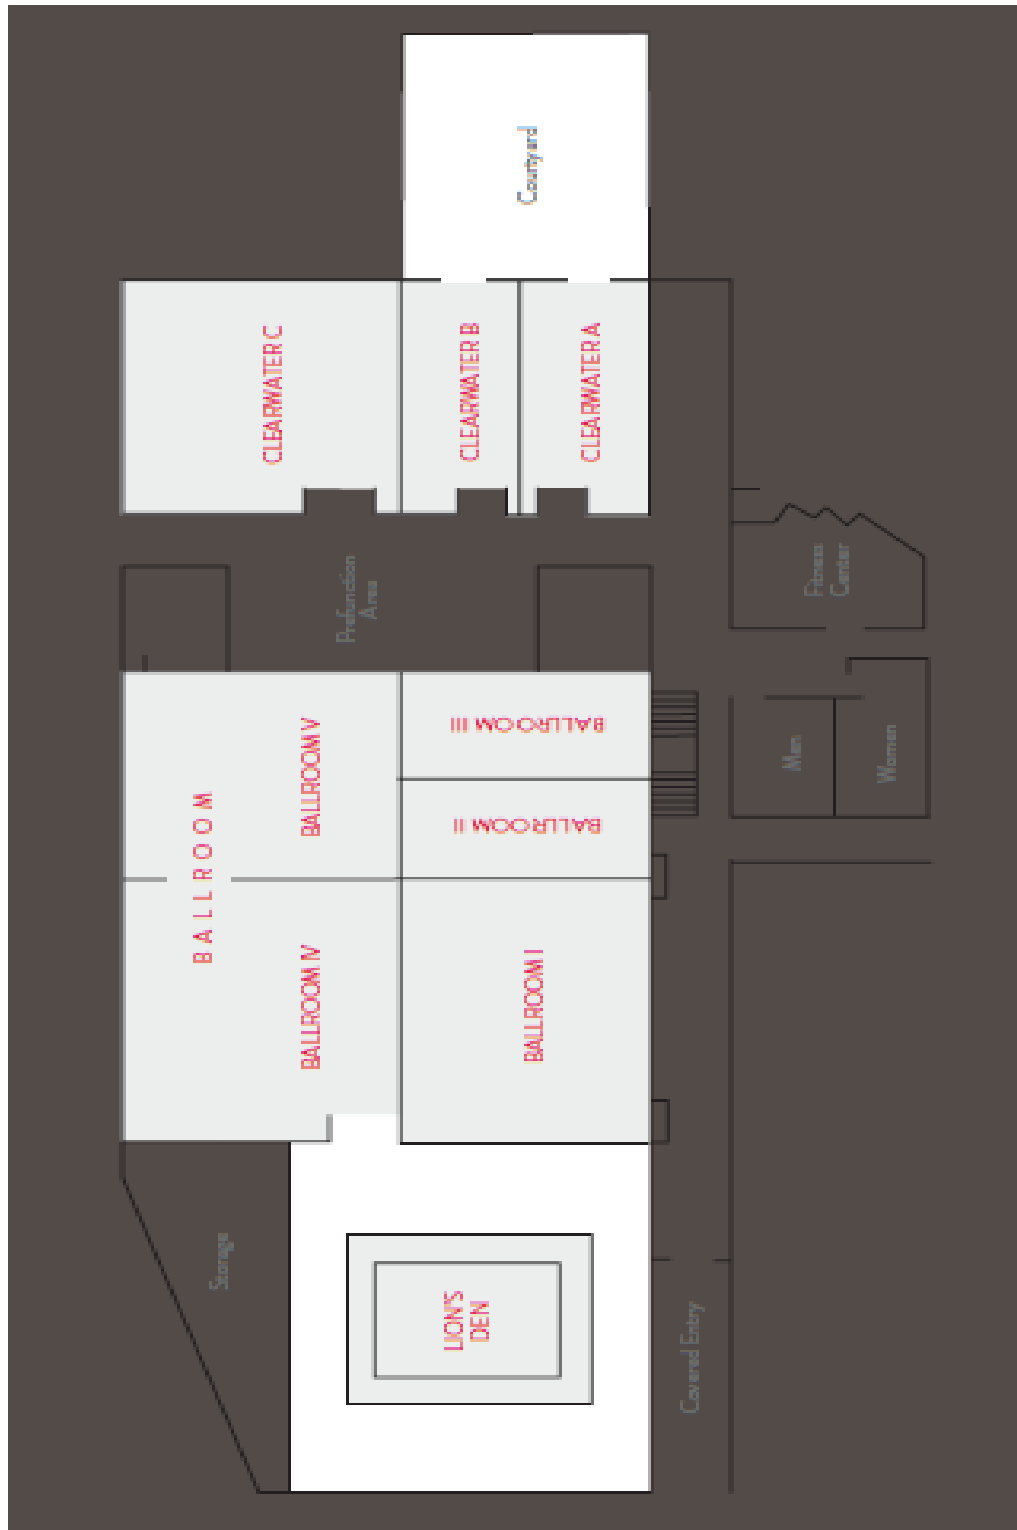 Courtyard
CLEARWATER C
CLEARWATER B
CLEARWATER A
Prefunction
Area
Fitness
Center
BALLROOM V
BALLROOM III
Men
Women
BALLROOM
BALLROOM II
BALLROOM IV
BALLROOM I
Storage
LION'S
DEN
Covered Entry